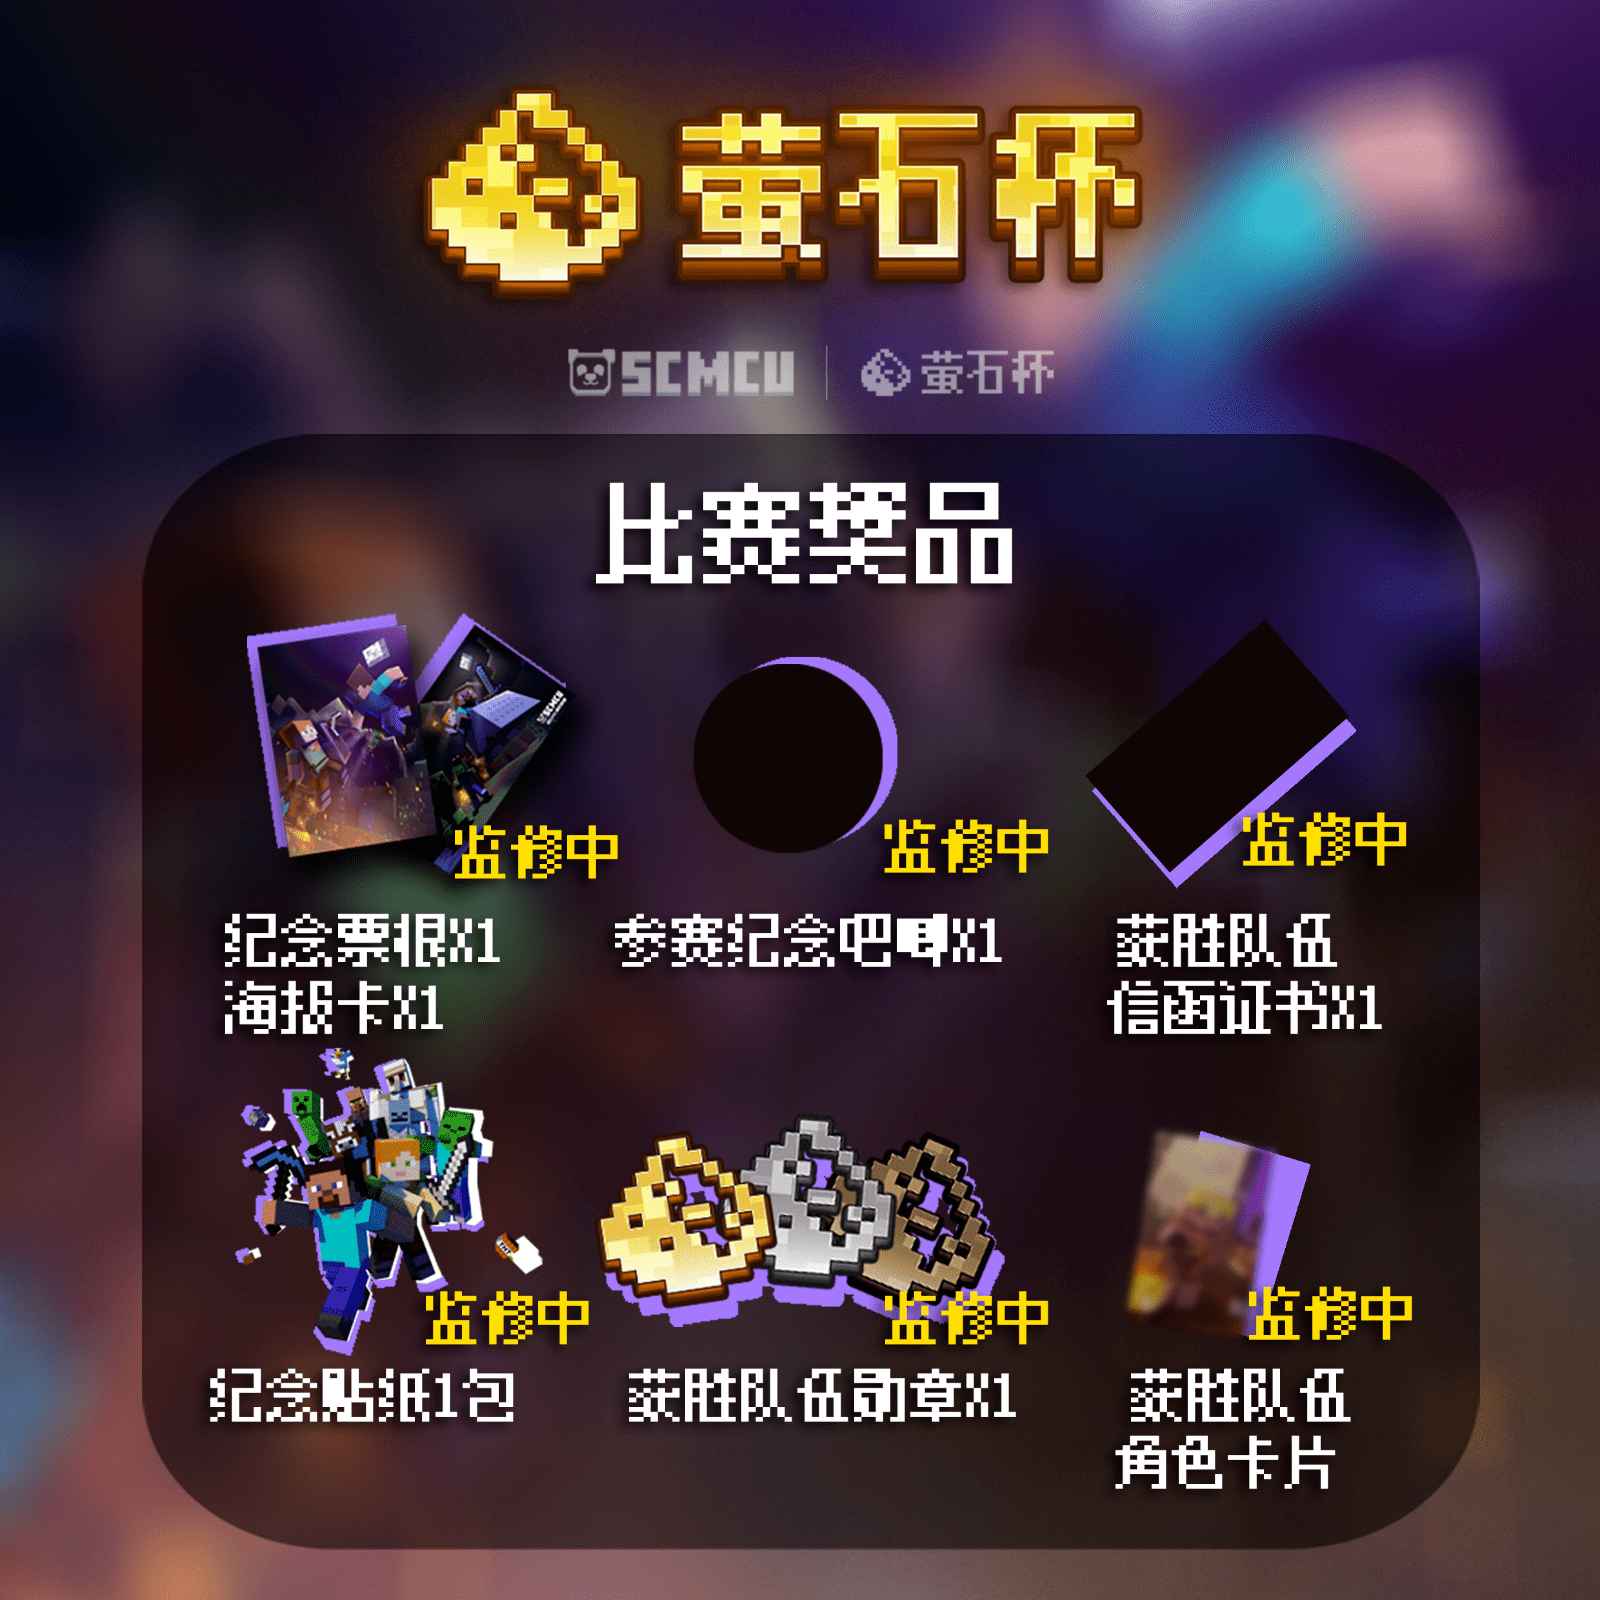 萤石杯
SCMCU 萤石杯
比赛奖品
SCMCU
监修中
监修中
监修中
纪念票根X1
海报卡X1
参赛纪念吧唧X1
获胜队伍
信函证书X1
监修中
监修中
监修中
纪念贴纸1包
获胜队伍勋章X1
获胜队伍
角色卡片